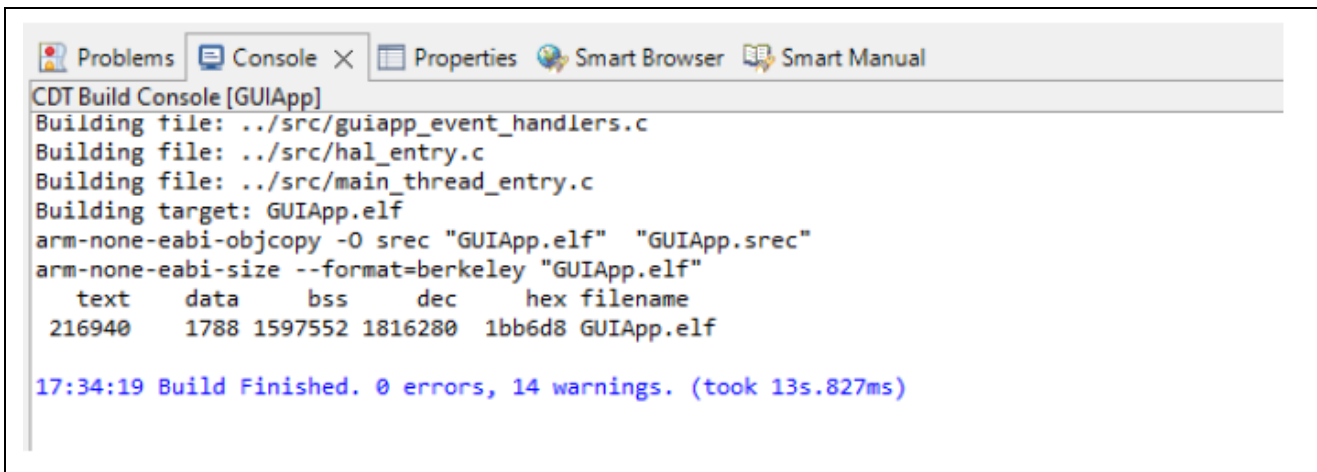 Problems Console Properties Smart Browser Smart Manual
CDT Build Console [GUIApp]
Building file: ../src/guiapp_event_handlers.c
Building file: ../src/hal_entry.c
Building file: ../src/main_thread_entry.c
Building target: GUIApp.elf
arm-none-eabi-objcopy -O srec "GUIApp.elf"  "GUIApp.srec"
arm-none-eabi-size --format=berkeley "GUIApp.elf"
   text    data     bss     dec     hex filename
 216940    1788 1597552 1816280  1bb6d8 GUIApp.elf
17:34:19 Build Finished. 0 errors, 14 warnings. (took 13s.827ms)